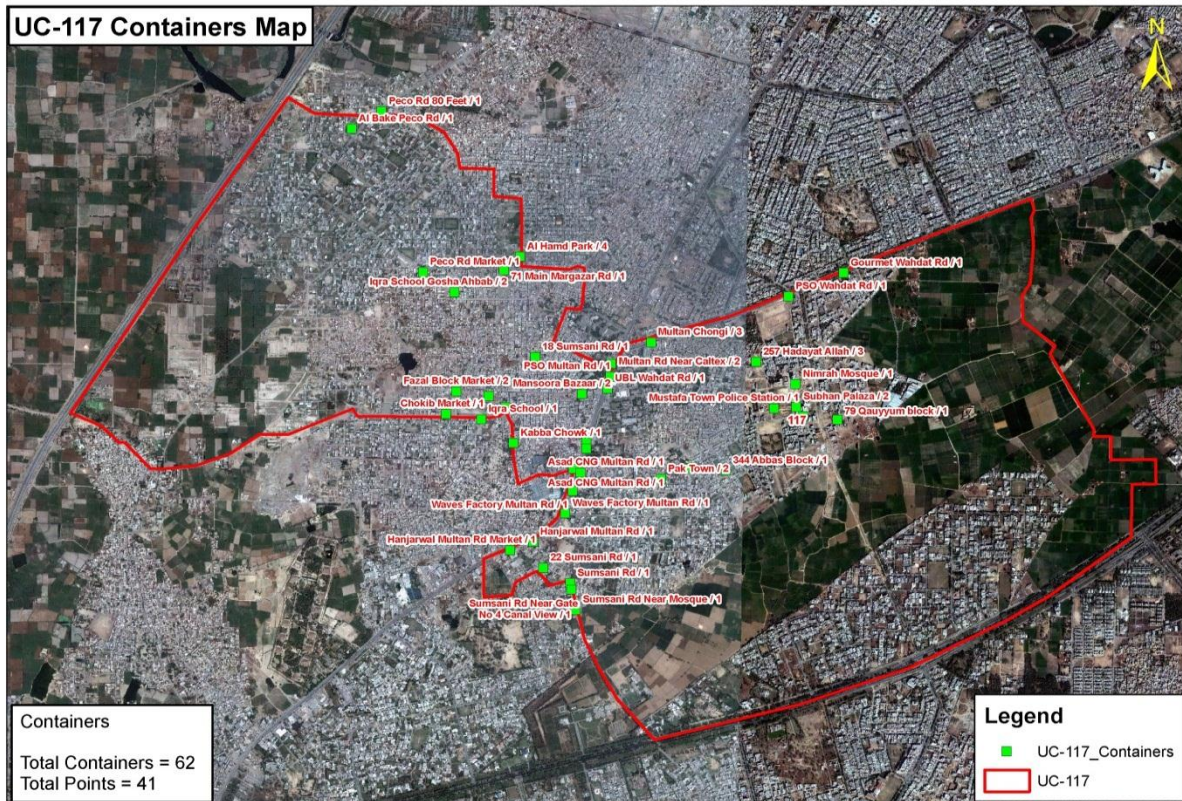 UC-117 Containers Map
N
Peco Rd 80 Feet / 1
Al Bake Peco Rd / 1
Al Hamd Park / 4
Peco Rd Market / 1
71 Main Margazar Rd / 1
Iqra School Gosha Ahbab / 2
Gourmet Wahdat Rd / 1
PSO Wahdat Rd / 1
Multan Chongi / 3
18 Sumsani Rd / 1
PSO Multan Rd / 1
Multan Rd Near Caltex / 2
257 Hadayat Allah / 3
Fazal Block Market / 2
Mansoora Bazaar / 2
UBL Wahdat Rd / 1
Nimrah Mosque / 1
Mustafa Town Police Station / 1
Subhan Palaza / 2
Chokib Market / 1
Iqra School / 1
117
79 Qauyyum block / 1
Kabba Chowk / 1
Asad CNG Multan Rd / 1
Pak Town / 2
344 Abbas Block / 1
Asad CNG Multan Rd / 1
Waves Factory Multan Rd / 1
Waves Factory Multan Rd / 1
Hanjarwal Multan Rd / 1
Hanjarwal Multan Rd Market / 1
22 Sumsani Rd / 1
Sumsani Rd / 1
Sumsani Rd Near Gate
No 4 Canal View / 1
Sumsani Rd Near Mosque / 1
Containers
Total Containers = 62
Total Points = 41
Legend
UC-117_Containers
UC-117